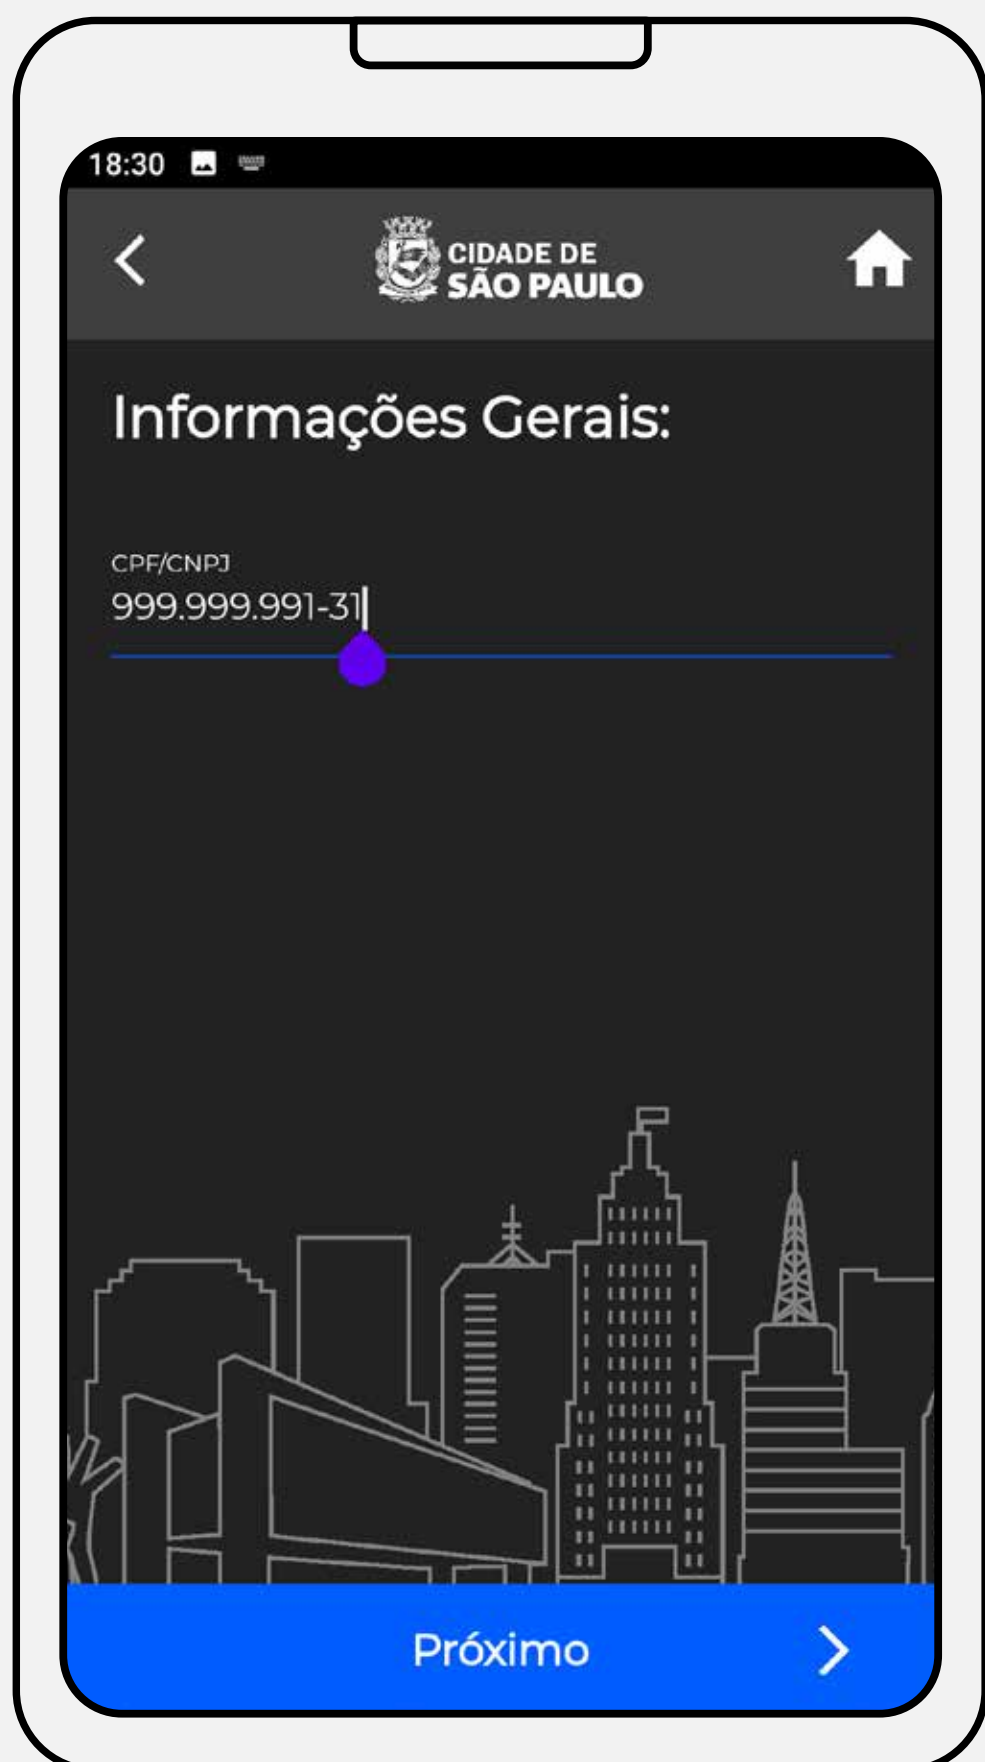 18:30
CIDADE DE
SÃO PAULO
Informações Gerais:
CPF/CNPJ
999.999.991-31
Próximo